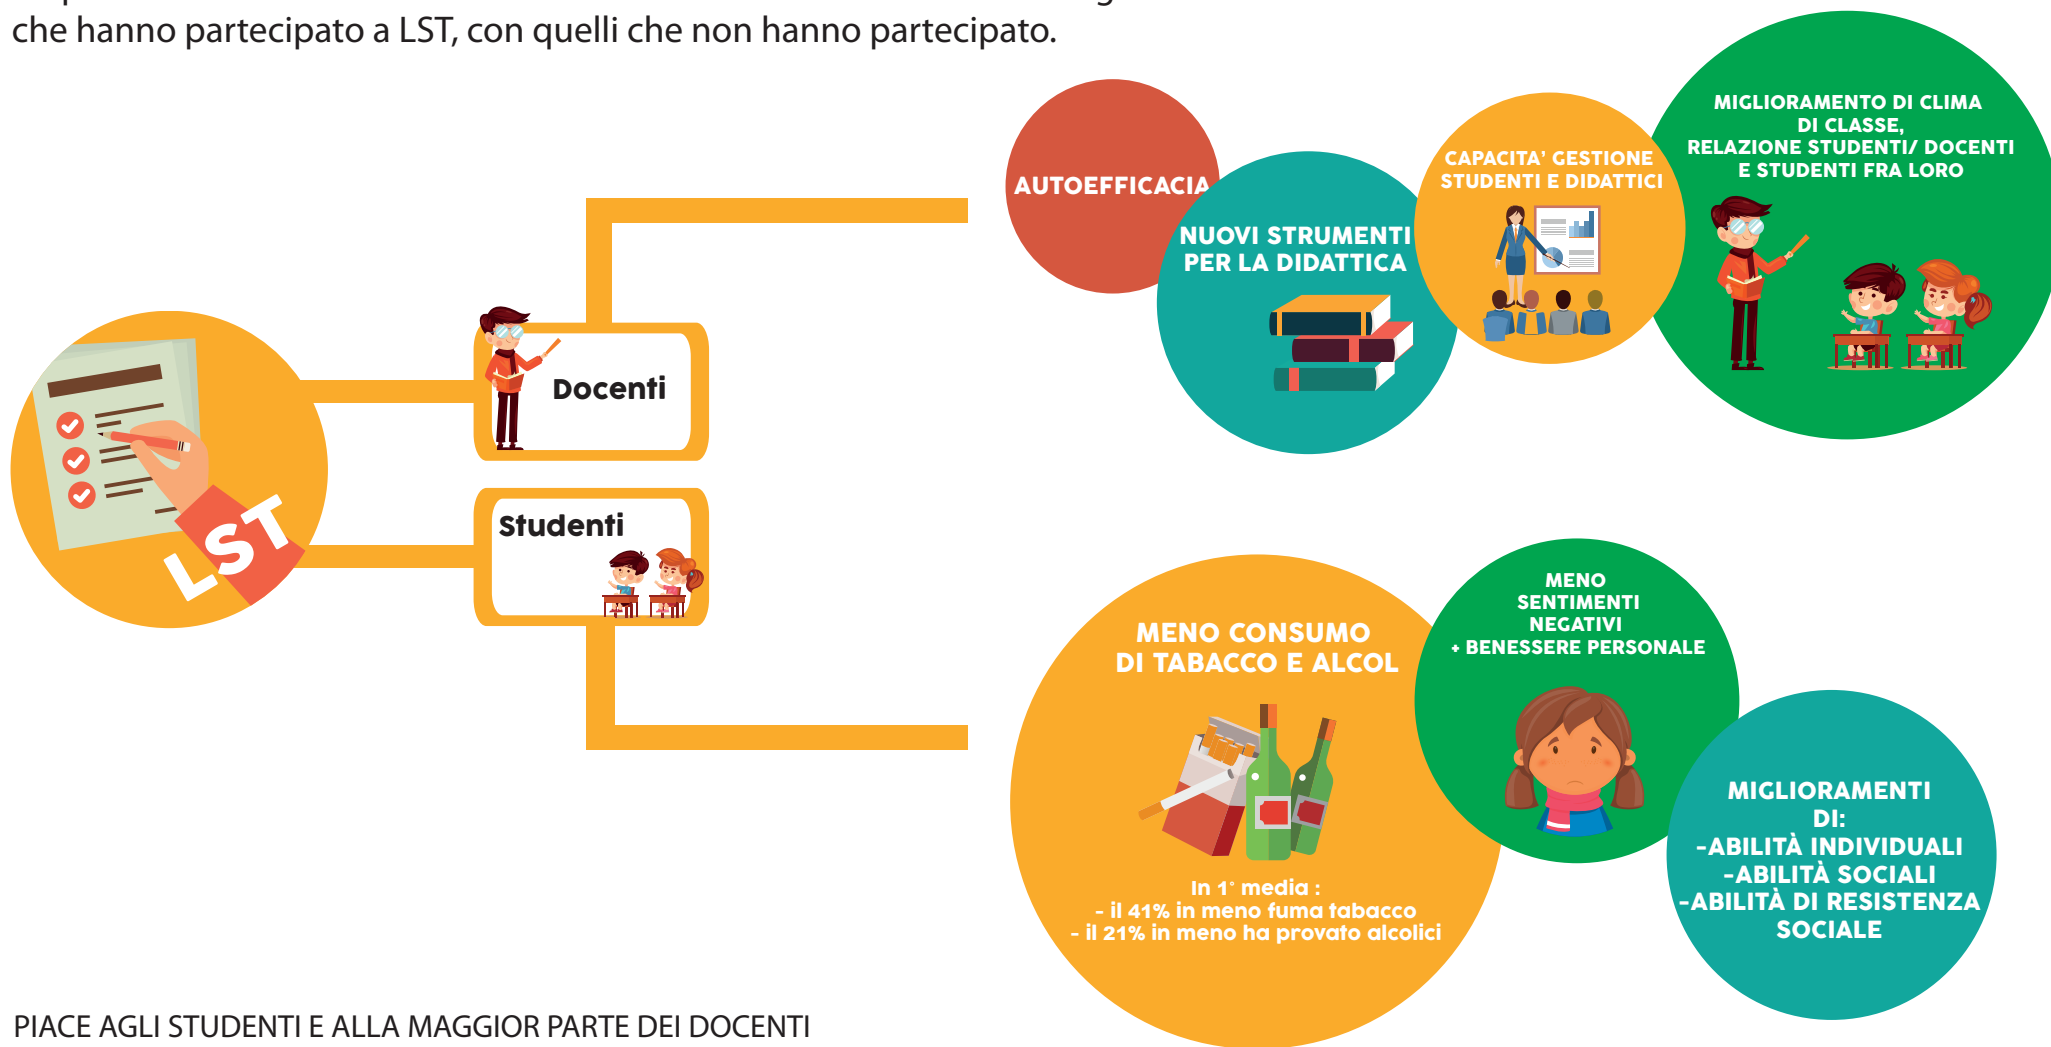 che hanno partecipato a LST, con quelli che non hanno partecipato.
AUTOEFFICACIA
NUOVI STRUMENTI
PER LA DIDATTICA
CAPACITA' GESTIONE
STUDENTI E DIDATTICI
MIGLIORAMENTO DI CLIMA
DI CLASSE,
RELAZIONE STUDENTI/ DOCENTI
E STUDENTI FRA LORO
LST
Docenti
Studenti
MENO CONSUMO
DI TABACCO E ALCOL
In 1° media :
- il 41% in meno fuma tabacco
- il 21% in meno ha provato alcolici
MENO
SENTIMENTI
NEGATIVI
+ BENESSERE PERSONALE
MIGLIORAMENTI
DI:
-ABILITÀ INDIVIDUALI
-ABILITÀ SOCIALI
-ABILITÀ DI RESISTENZA
SOCIALE
PIACE AGLI STUDENTI E ALLA MAGGIOR PARTE DEI DOCENTI